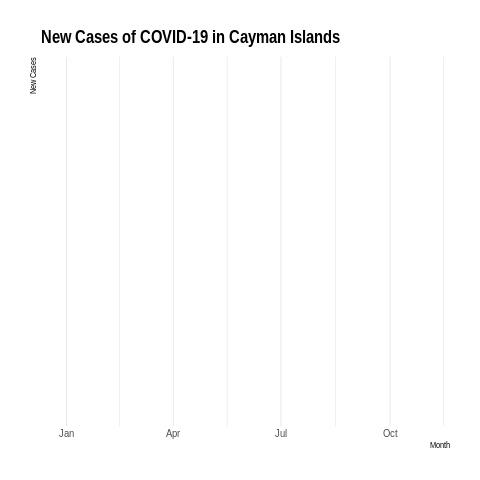 New Cases of COVID-19 in Cayman Islands
New Cases
Jan
Apr
Jul
Oct
Month